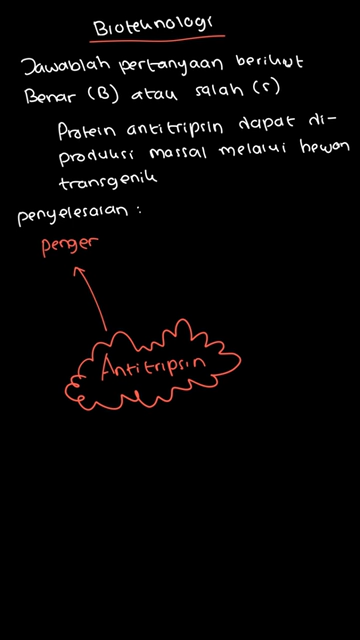 Bioteknologi
Jawablah pertanyaan berikut
Benar (B) atau salah (S)
Protein antitripsin dapat di-
produksi massal melalui hewan
transgenik
penyelesaian :
penger
Antitripsin